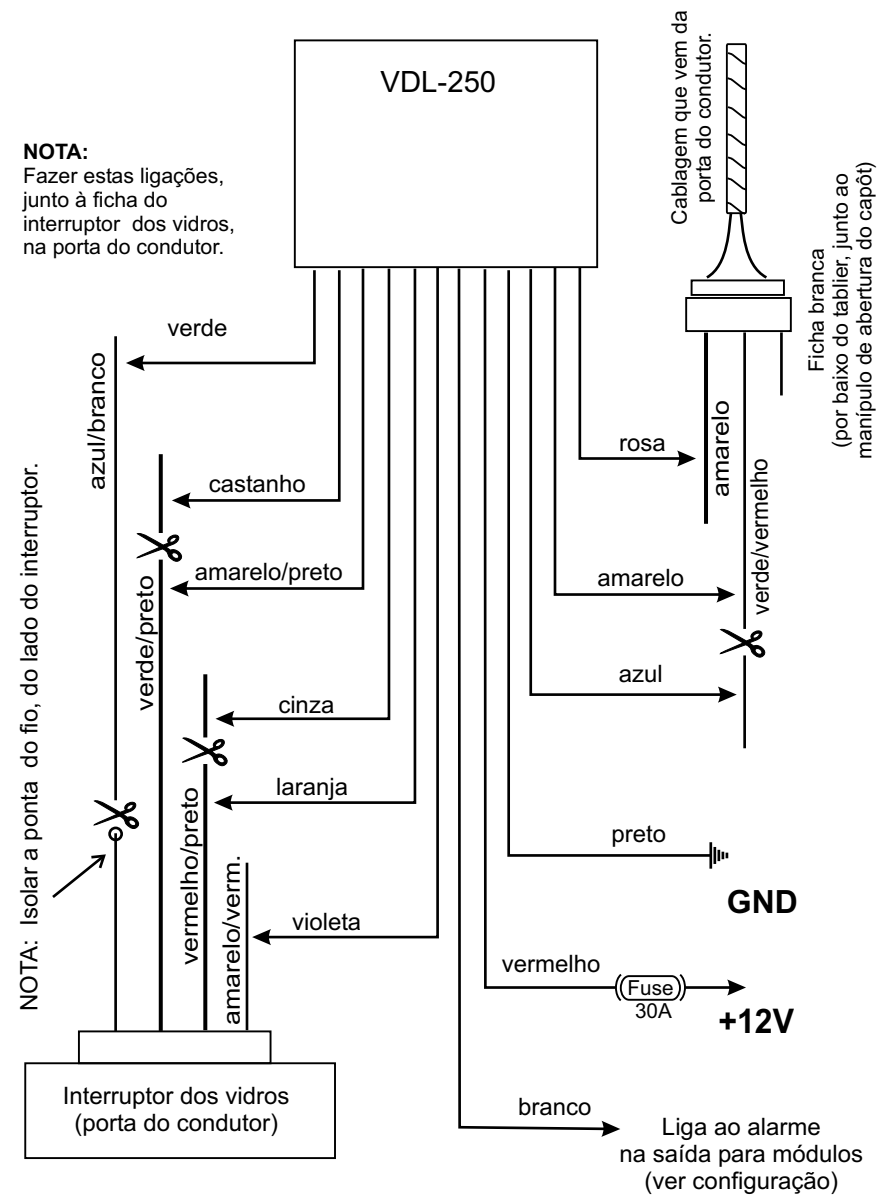 VDL-250
NOTA:
Fazer estas ligações,
junto à ficha do
interruptor dos vidros,
na porta do condutor.
Cablagem que vem da
porta do condutor.
Ficha branca
(por baixo do tablier, junto ao
manípulo de abertura do capôt)
verde
azul/branco
rosa
amarelo
castanho
verde/vermelho
amarelo/preto
amarelo
verde/preto
azul
cinza
laranja
vermelho/preto
preto
GND
NOTA: Isolar a ponta do fio, do lado do interruptor.
amarelo/verm.
violeta
vermelho
Fuse
30A
+12V
Interruptor dos vidros
(porta do condutor)
branco
Liga ao alarme
na saída para módulos
(ver configuração)